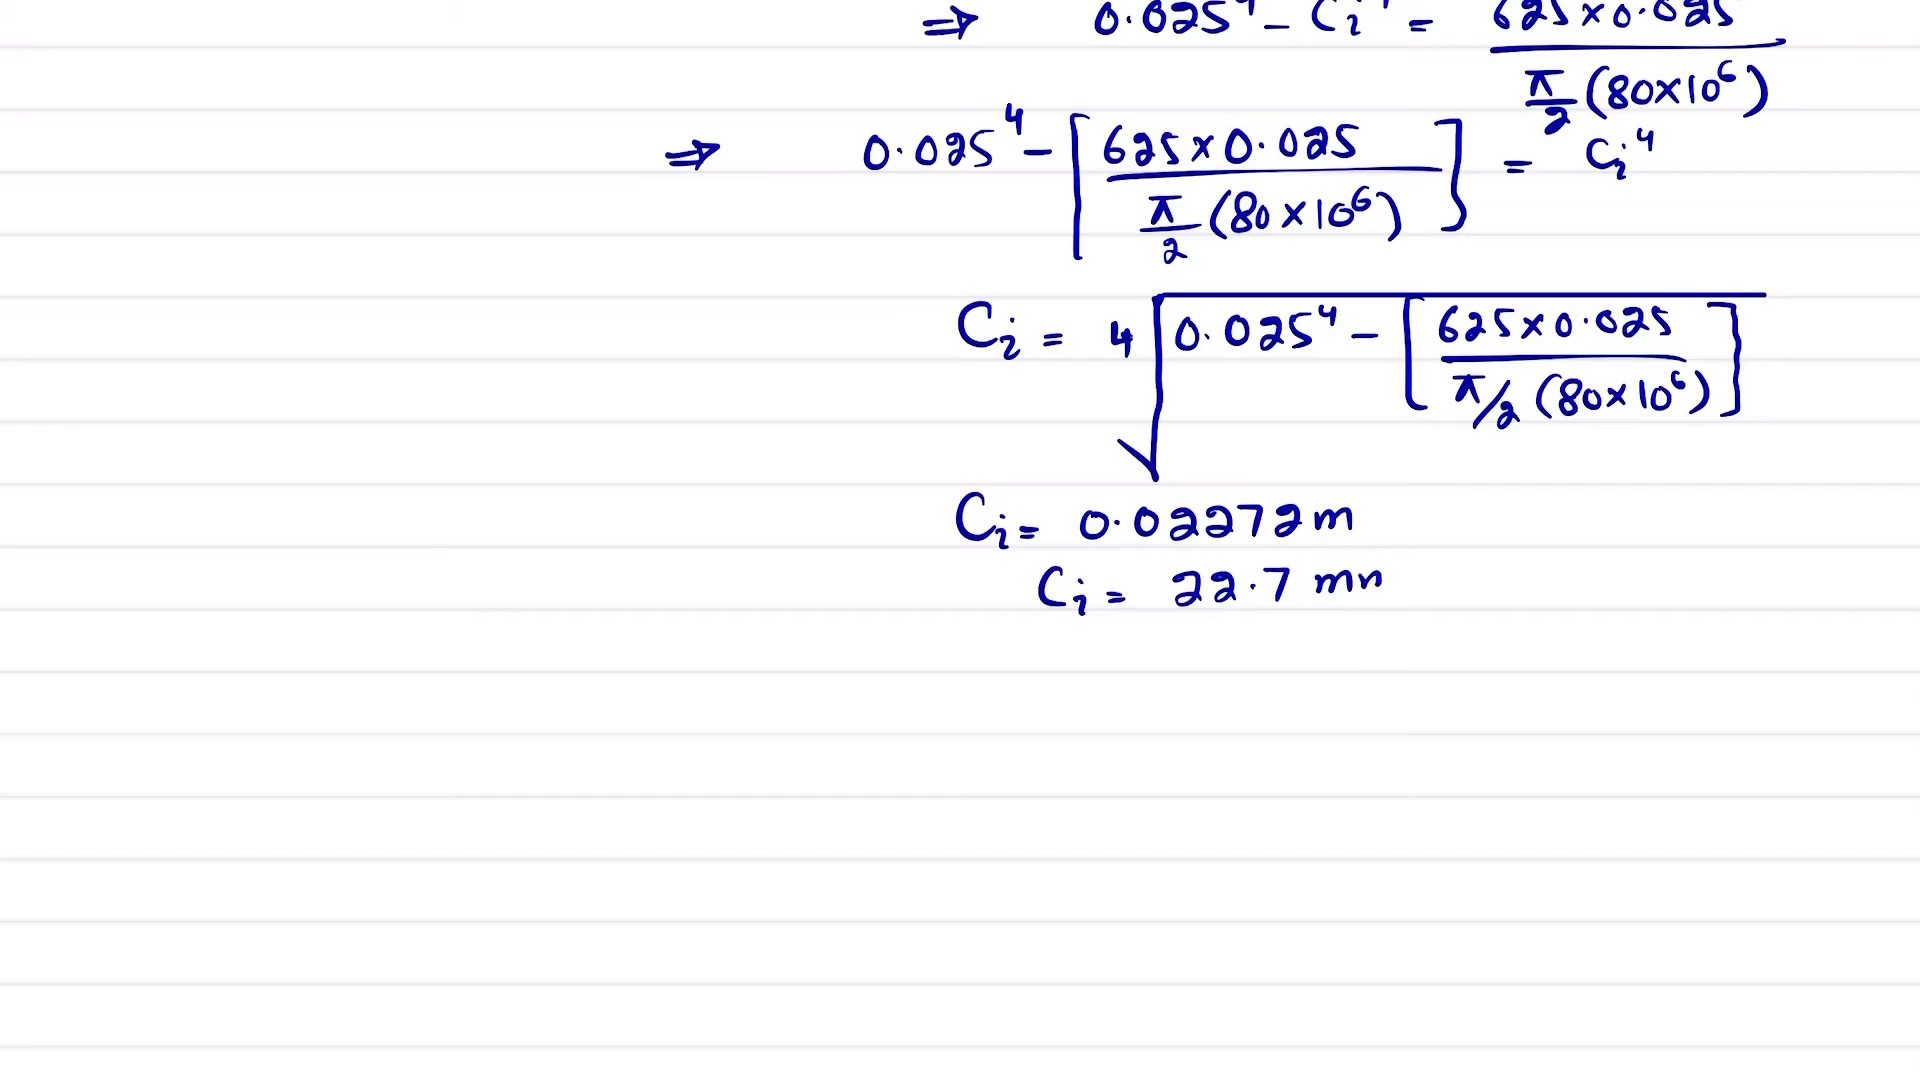 ⇒ 0.025⁴ - Cᵢ⁴ = 625×0.025 / π/2 (80×10⁶)
⇒ 0.025⁴ - [625×0.025 / π/2 (80×10⁶)] = Cᵢ⁴
Cᵢ = ⁴√(0.025⁴ - [625×0.025 / π/2 (80×10⁶)])
Cᵢ = 0.02272m
Cᵢ = 22.7 mm